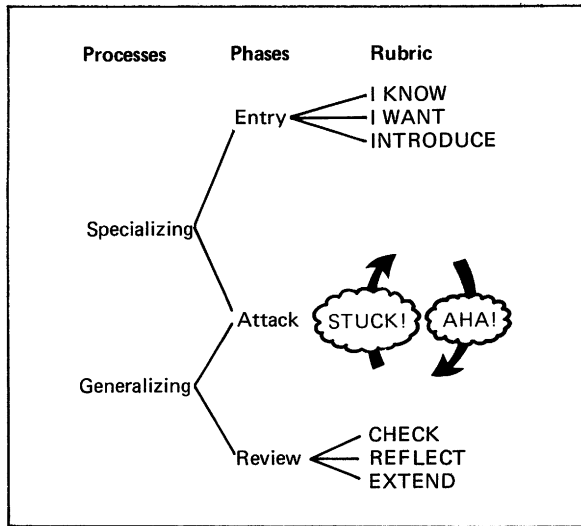 Processes Phases Rubric
I KNOW
Entry I WANT
INTRODUCE
Specializing
Attack STUCK! AHA!
Generalizing
CHECK
Review REFLECT
EXTEND